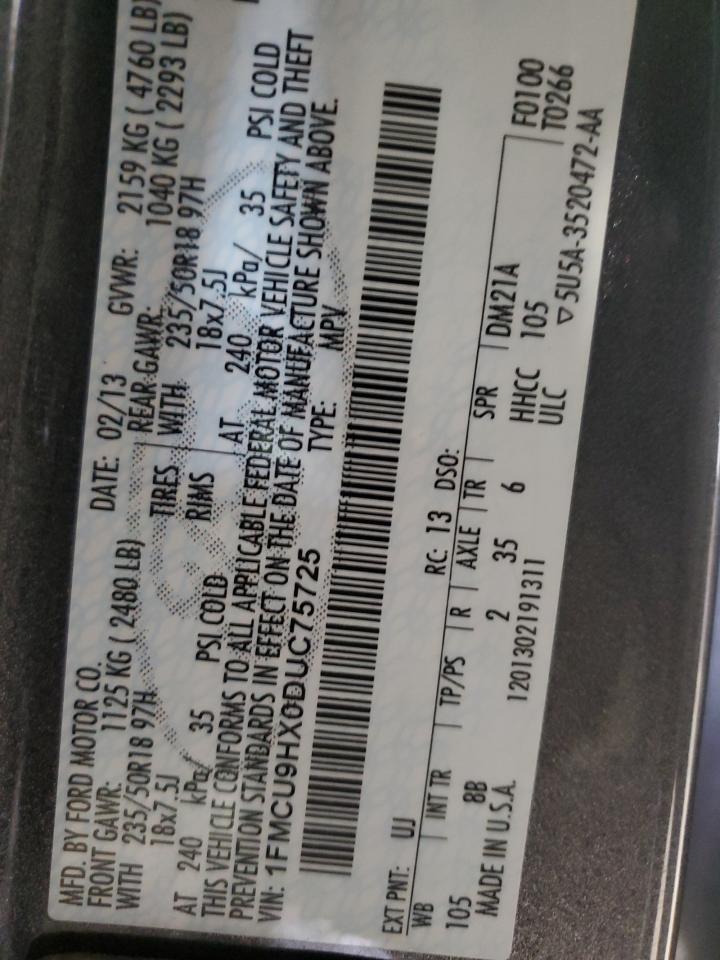 MFD. BY FORD MOTOR CO. DATE: 02/13 GVWR: 2159 KG ( 4760 LB)
FRONT GAWR: 1125 KG ( 2480 LB) REAR GAWR: 1040 KG ( 2293 LB)
WITH 235/50R18 97H TIRES WITH 235/50R18 97H
18x7.5J RIMS 18x7.5J
AT 240 kPa/ 35 PSI COLD AT 240 kPa/ 35 PSI COLD
THIS VEHICLE CONFORMS TO ALL APPLICABLE FEDERAL MOTOR VEHICLE SAFETY AND THEFT
PREVENTION STANDARDS IN EFFECT ON THE DATE OF MANUFACTURE SHOWN ABOVE.
VIN: 1FMCU9HX0DUC75725 TYPE: MPV
EXT PNT: UJ RC: 13 DSO: F0100
WB INT TR TP/PS R AXLE TR SPR DM21A T0266
105 8B 2 35 6 HHCC 105
MADE IN U.S.A. 1201302191311 ULC ▽5U5A-3520472-AA